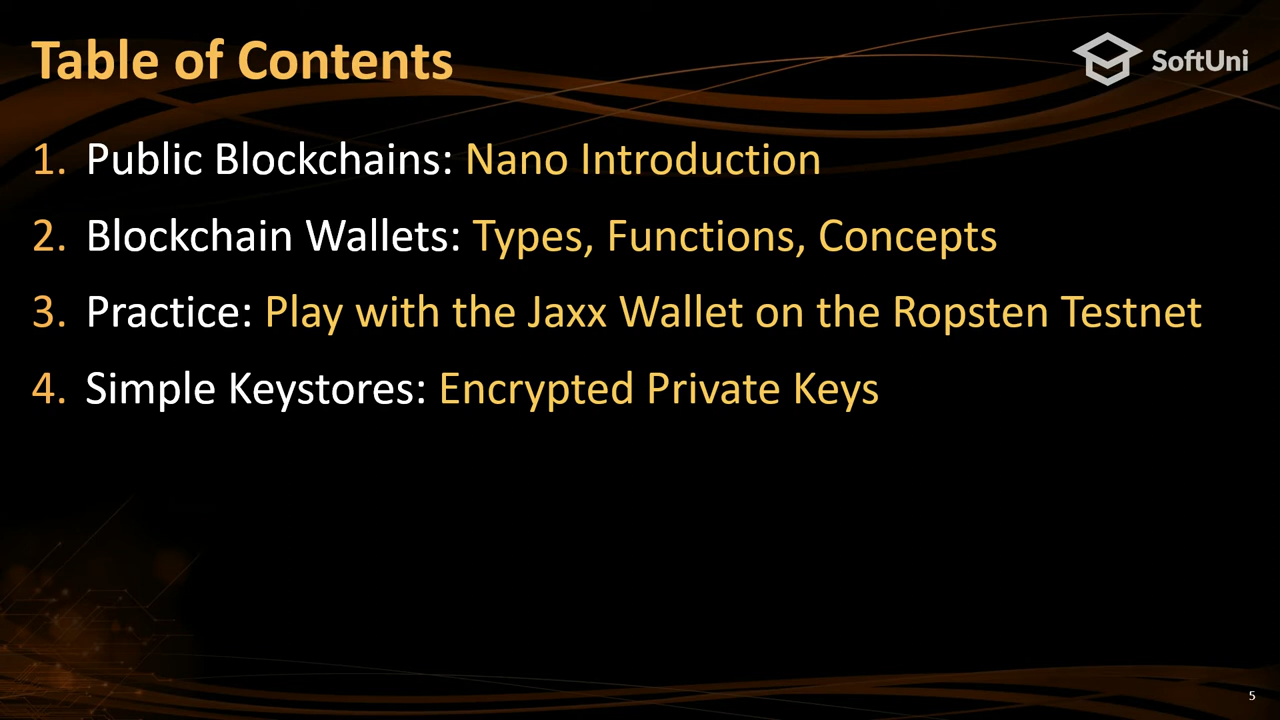 Table of Contents
SoftUni
1. Public Blockchains: Nano Introduction
2. Blockchain Wallets: Types, Functions, Concepts
3. Practice: Play with the Jaxx Wallet on the Ropsten Testnet
4. Simple Keystores: Encrypted Private Keys
5